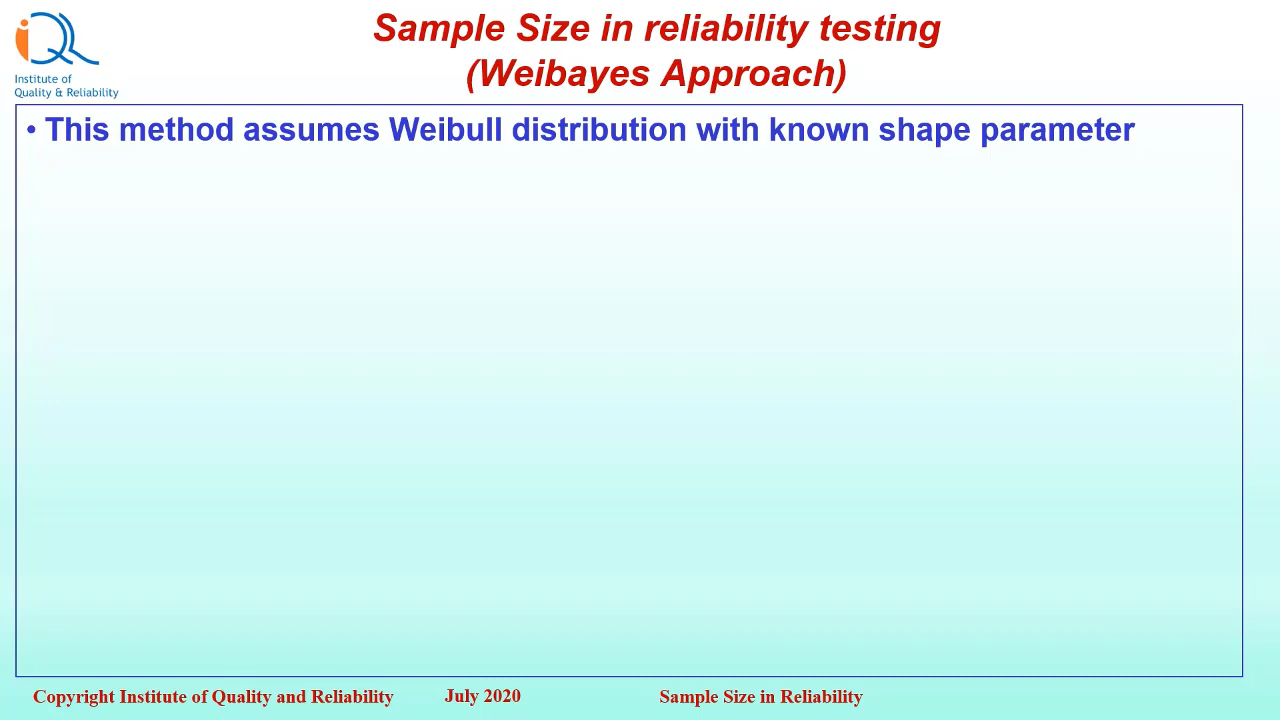 Sample Size in reliability testing
(Weibayes Approach)
iQR
Institute of
Quality & Reliability
• This method assumes Weibull distribution with known shape parameter
Copyright Institute of Quality and Reliability July 2020 Sample Size in Reliability